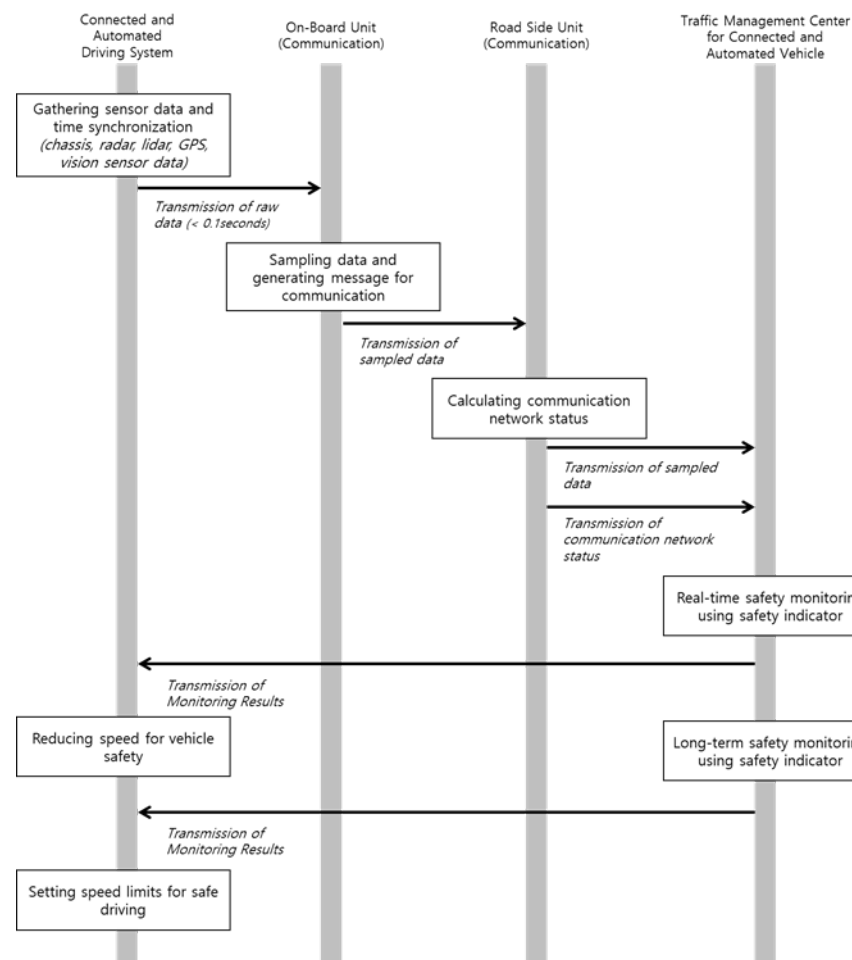 Connected and
Automated
Driving System
On-Board Unit
(Communication)
Road Side Unit
(Communication)
Traffic Management Center
for Connected and
Automated Vehicle
Gathering sensor data and
time synchronization
(chassis, radar, lidar, GPS,
vision sensor data)
Transmission of raw
data (< 0.1seconds)
Sampling data and
generating message for
communication
Transmission of
sampled data
Calculating communication
network status
Transmission of sampled
data
Transmission of
communication network
status
Real-time safety monitorin
using safety indicator
Transmission of
Monitoring Results
Reducing speed for vehicle
safety
Long-term safety monitorin
using safety indicator
Transmission of
Monitoring Results
Setting speed limits for safe
driving